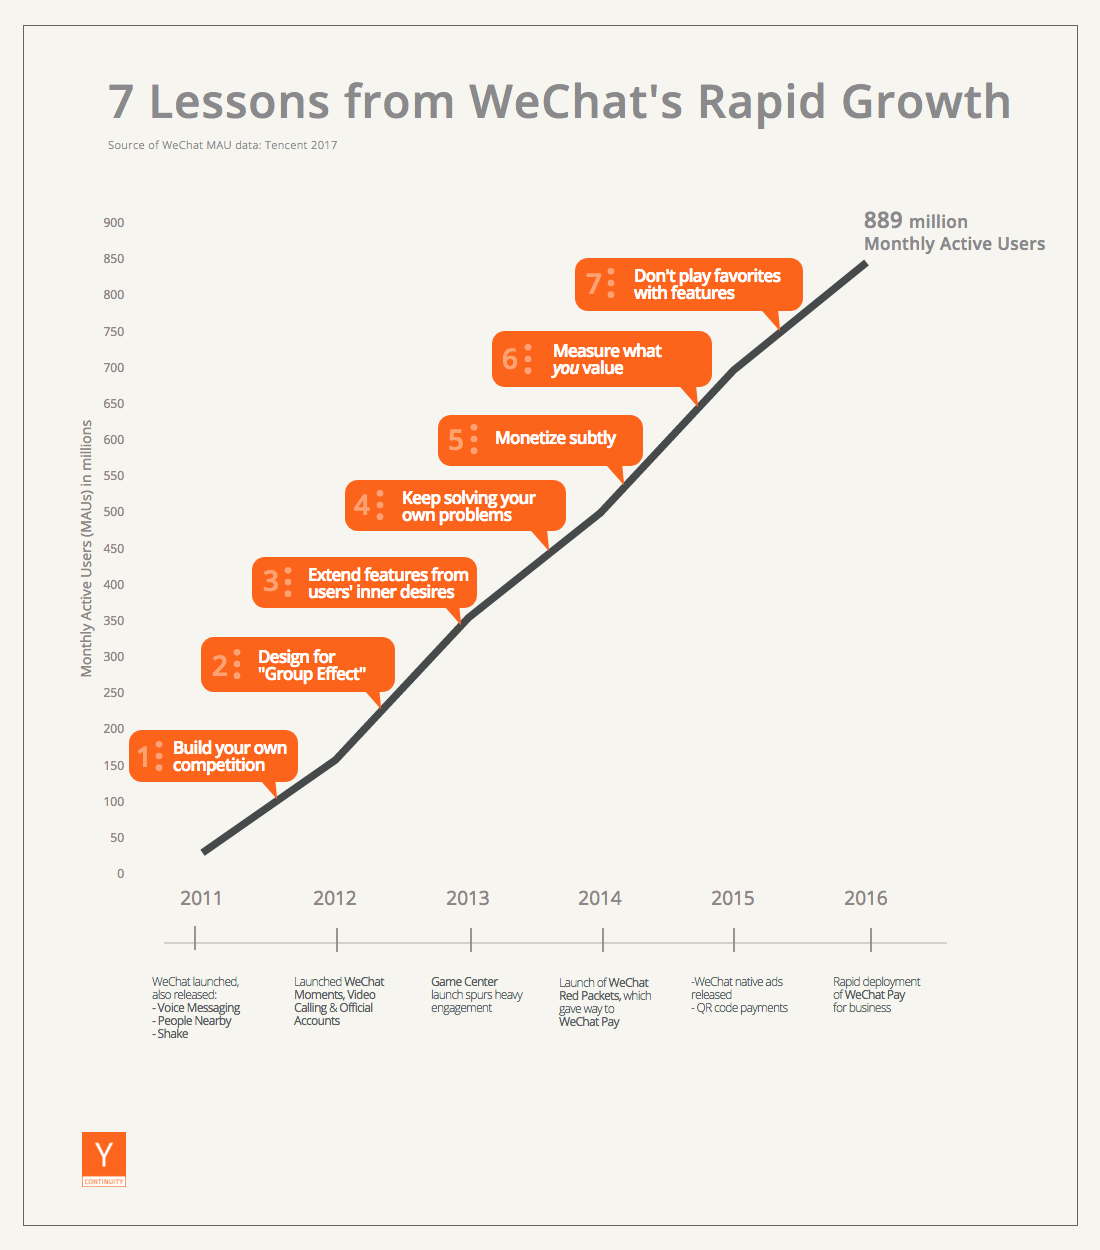 7 Lessons from WeChat's Rapid Growth
Source of WeChat MAU data: Tencent 2017
889 million
Monthly Active Users
Monthly Active Users (MAUs) in millions
900
850
800
750
700
650
600
550
500
450
400
350
300
250
200
150
100
50
0
7
Don't play favorites
with features
6
Measure what
you value
5
Monetize subtly
4
Keep solving your
own problems
3
Extend features from
users' inner desires
2
Design for
"Group Effect"
1
Build your own
competition
2011
2012
2013
2014
2015
2016
WeChat launched,
also released:
- Voice Messaging
- People Nearby
- Shake
Launched WeChat
Moments, Video
Calling & Official
Accounts
Game Center
launch spurs heavy
engagement
Launch of WeChat
Red Packets, which
gave way to
WeChat Pay
-WeChat native ads
released
- QR code payments
Rapid deployment
of WeChat Pay
for business
Y
CONTINUITY